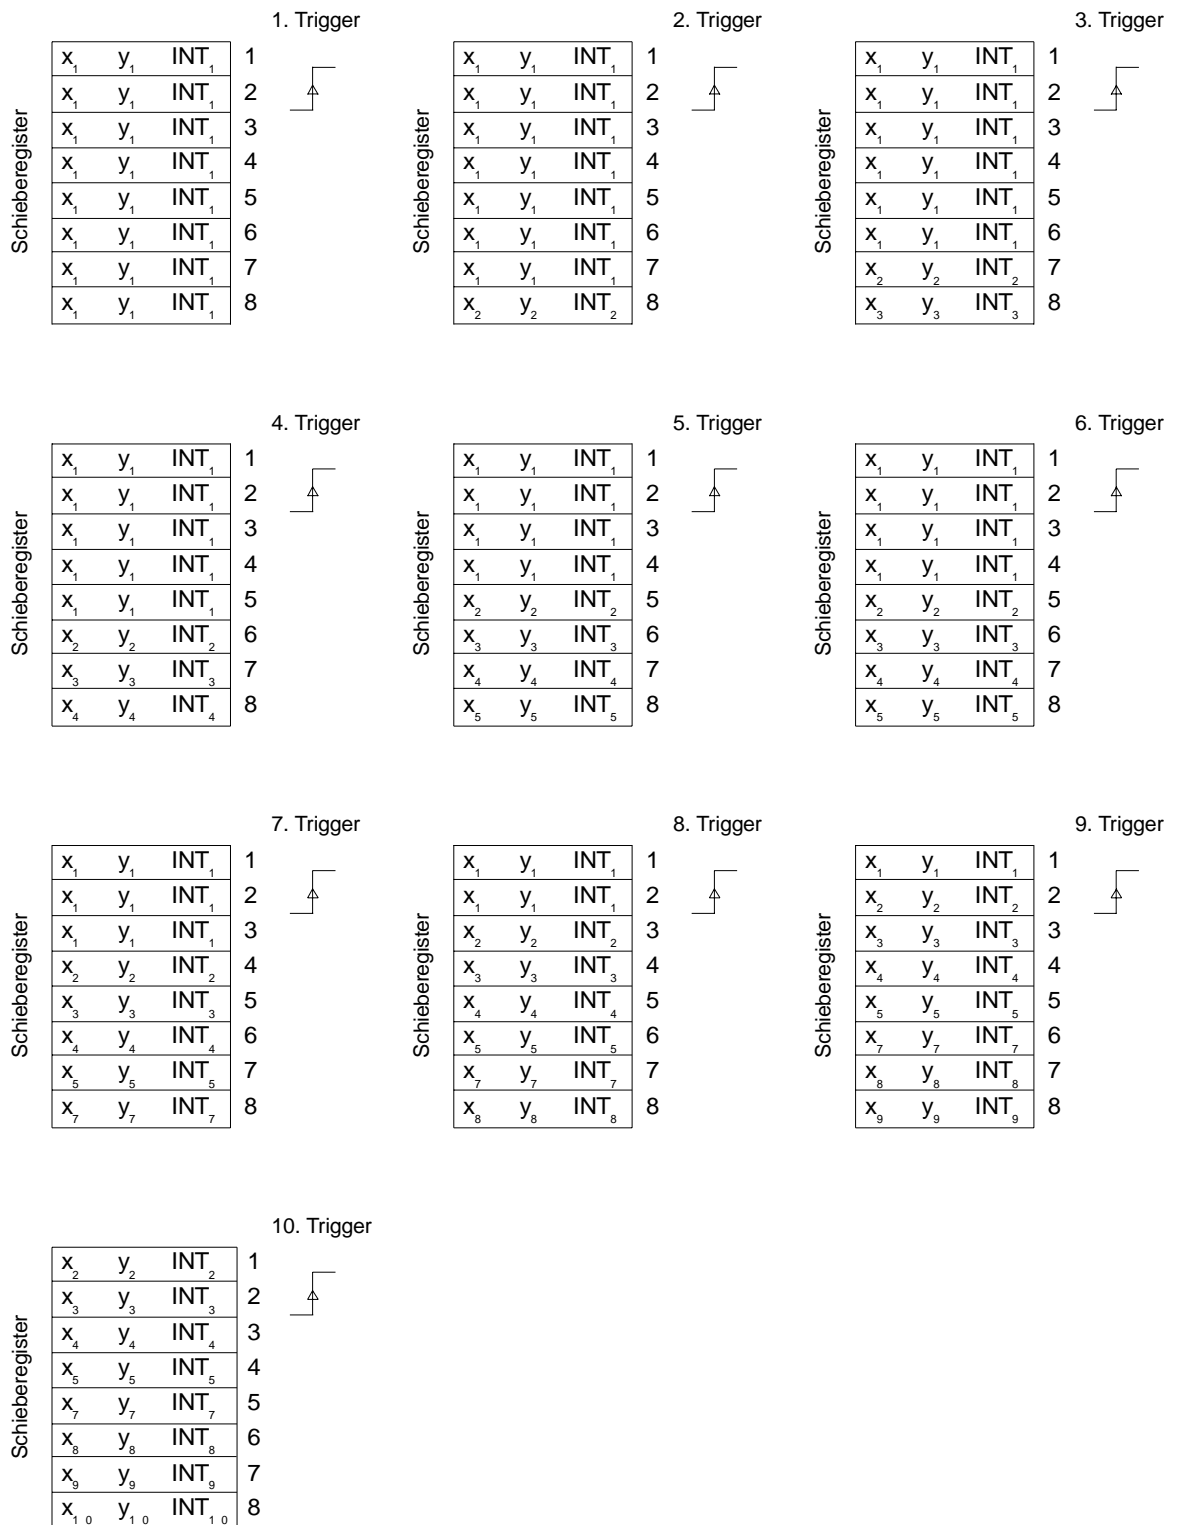 1. Trigger 2. Trigger 3. Trigger
Schieberegister Schieberegister Schieberegister
x₁ y₁ INT₁ 1 x₁ y₁ INT₁ 1 x₁ y₁ INT₁ 1
x₁ y₁ INT₁ 2 x₁ y₁ INT₁ 2 x₁ y₁ INT₁ 2
x₁ y₁ INT₁ 3 x₁ y₁ INT₁ 3 x₁ y₁ INT₁ 3
x₁ y₁ INT₁ 4 x₁ y₁ INT₁ 4 x₁ y₁ INT₁ 4
x₁ y₁ INT₁ 5 x₁ y₁ INT₁ 5 x₁ y₁ INT₁ 5
x₁ y₁ INT₁ 6 x₁ y₁ INT₁ 6 x₁ y₁ INT₁ 6
x₁ y₁ INT₁ 7 x₁ y₁ INT₁ 7 x₂ y₂ INT₂ 7
x₁ y₁ INT₁ 8 x₂ y₂ INT₂ 8 x₃ y₃ INT₃ 8
4. Trigger 5. Trigger 6. Trigger
Schieberegister Schieberegister Schieberegister
x₁ y₁ INT₁ 1 x₁ y₁ INT₁ 1 x₁ y₁ INT₁ 1
x₁ y₁ INT₁ 2 x₁ y₁ INT₁ 2 x₁ y₁ INT₁ 2
x₁ y₁ INT₁ 3 x₁ y₁ INT₁ 3 x₁ y₁ INT₁ 3
x₁ y₁ INT₁ 4 x₁ y₁ INT₁ 4 x₁ y₁ INT₁ 4
x₁ y₁ INT₁ 5 x₂ y₂ INT₂ 5 x₂ y₂ INT₂ 5
x₂ y₂ INT₂ 6 x₃ y₃ INT₃ 6 x₃ y₃ INT₃ 6
x₃ y₃ INT₃ 7 x₄ y₄ INT₄ 7 x₄ y₄ INT₄ 7
x₄ y₄ INT₄ 8 x₅ y₅ INT₅ 8 x₅ y₅ INT₅ 8
7. Trigger 8. Trigger 9. Trigger
Schieberegister Schieberegister Schieberegister
x₁ y₁ INT₁ 1 x₁ y₁ INT₁ 1 x₁ y₁ INT₁ 1
x₁ y₁ INT₁ 2 x₁ y₁ INT₁ 2 x₂ y₂ INT₂ 2
x₁ y₁ INT₁ 3 x₂ y₂ INT₂ 3 x₃ y₃ INT₃ 3
x₂ y₂ INT₂ 4 x₃ y₃ INT₃ 4 x₄ y₄ INT₄ 4
x₃ y₃ INT₃ 5 x₄ y₄ INT₄ 5 x₅ y₅ INT₅ 5
x₄ y₄ INT₄ 6 x₅ y₅ INT₅ 6 x₇ y₇ INT₇ 6
x₅ y₅ INT₅ 7 x₇ y₇ INT₇ 7 x₈ y₈ INT₈ 7
x₇ y₇ INT₇ 8 x₈ y₈ INT₈ 8 x₉ y₉ INT₉ 8
10. Trigger
Schieberegister
x₂ y₂ INT₂ 1
x₃ y₃ INT₃ 2
x₄ y₄ INT₄ 3
x₅ y₅ INT₅ 4
x₇ y₇ INT₇ 5
x₈ y₈ INT₈ 6
x₉ y₉ INT₉ 7
x₁₀ y₁₀ INT₁₀ 8